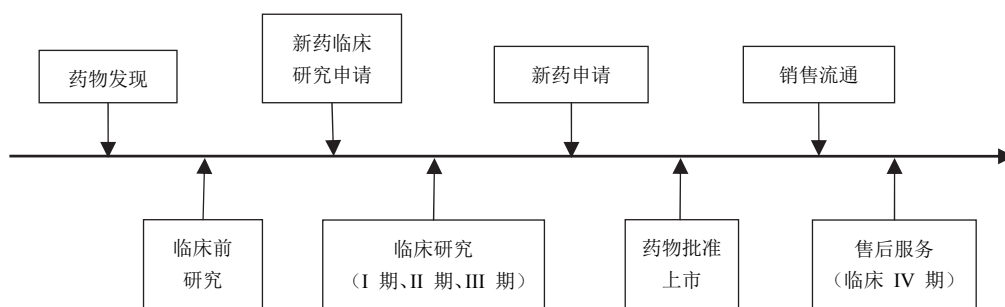 药物发现
新药临床
研究申请
新药申请
销售流通
临床前
研究
临床研究
（I 期、II 期、III 期）
药物批准
上市
售后服务
（临床 IV 期）